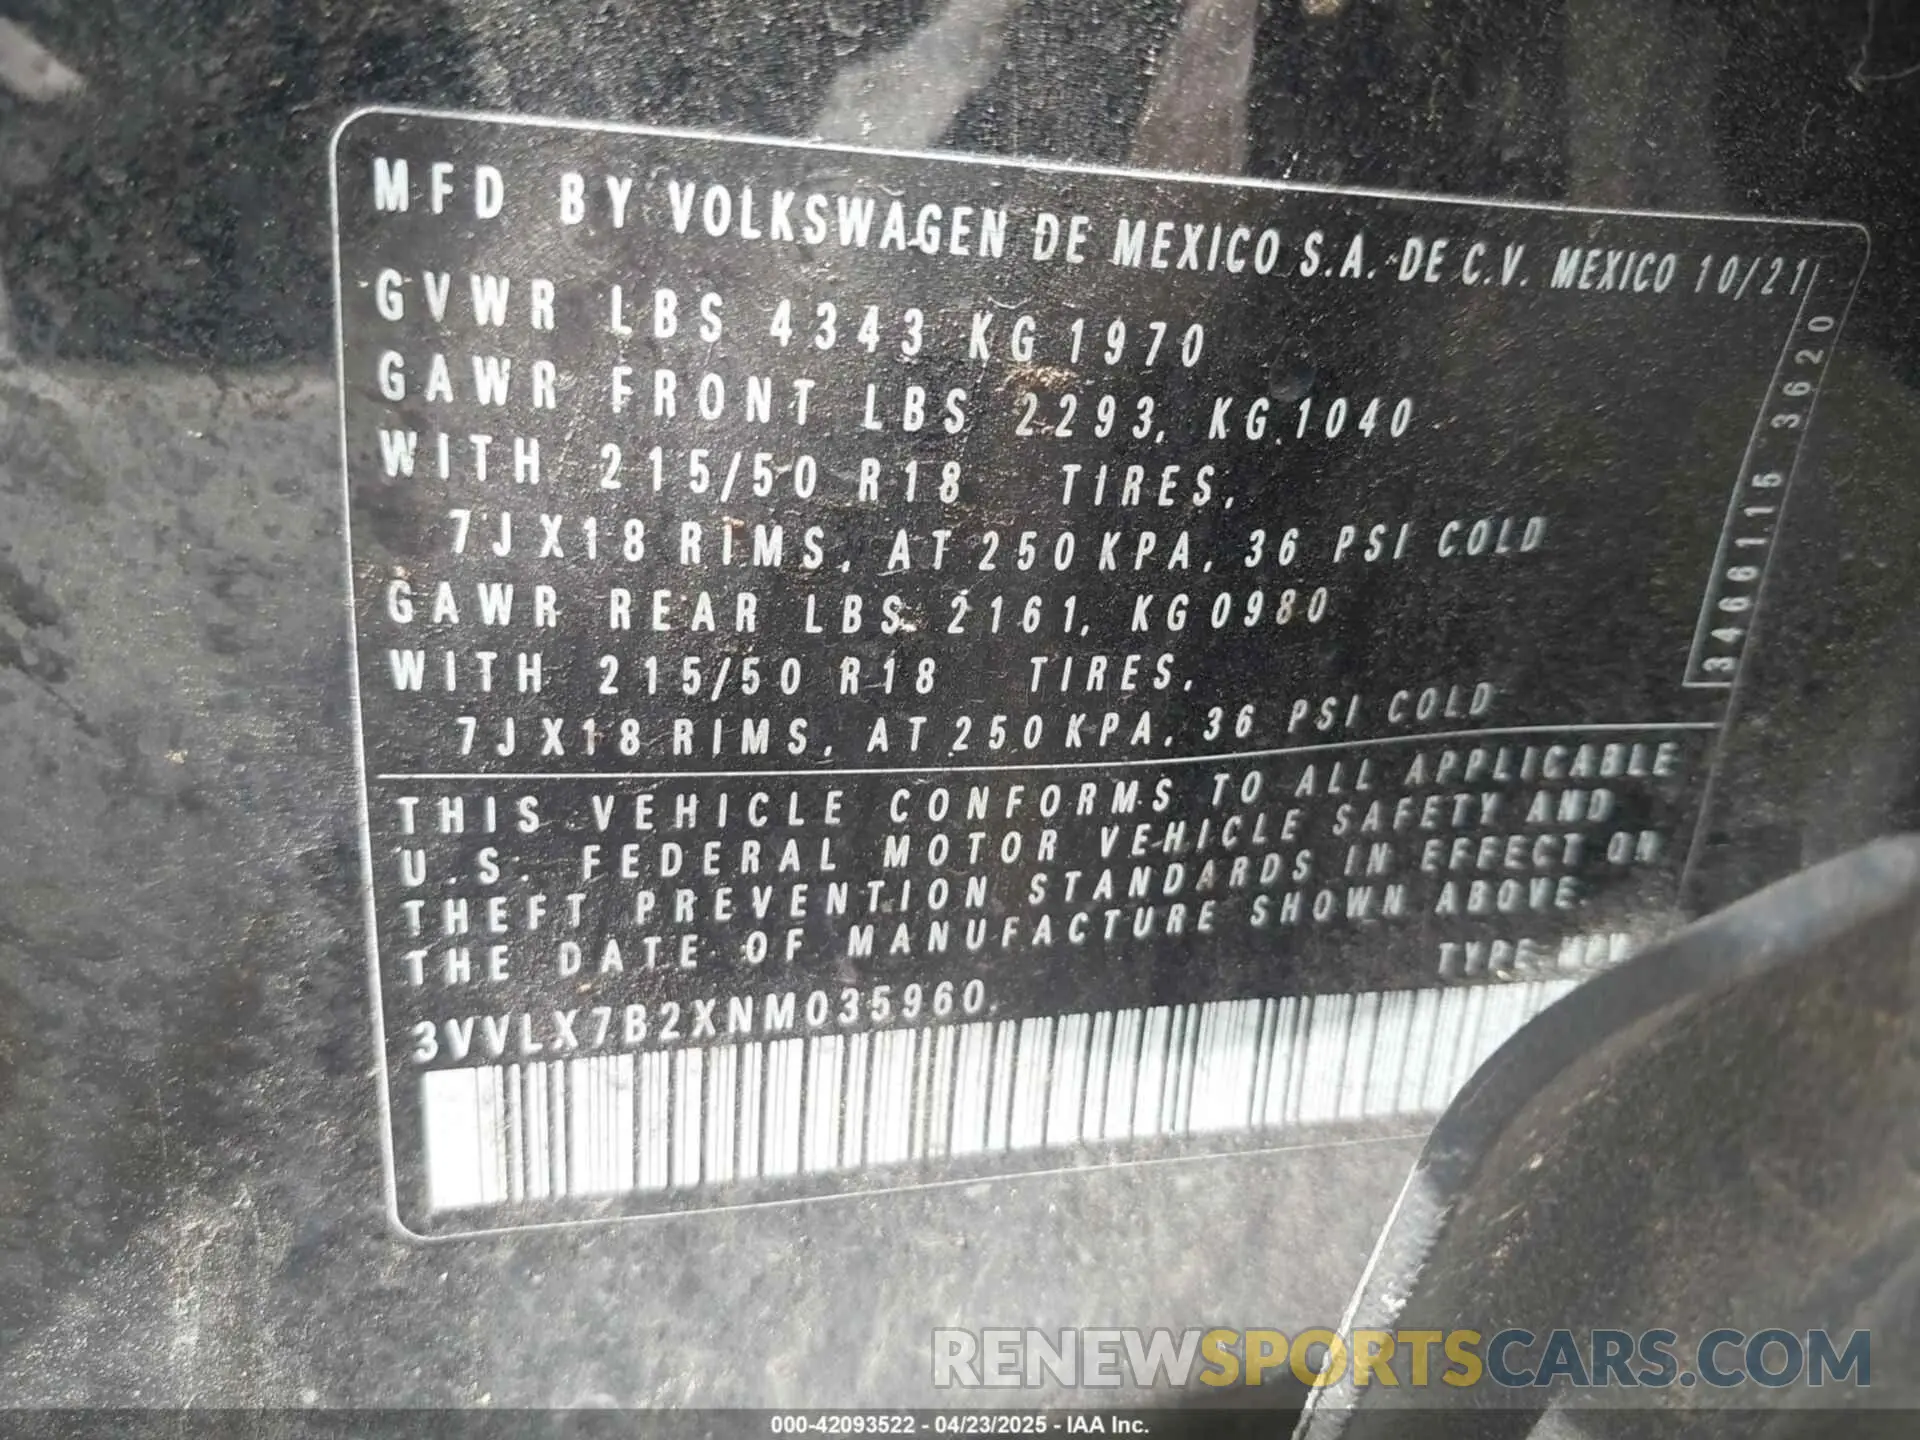 MFD BY VOLKSWAGEN DE MEXICO S.A. DE C.V. MEXICO 10/21
GVWR LBS 4343 KG 1970
GAWR FRONT LBS 2293, KG 1040
WITH 215/50 R18 TIRES,
7JX18 RIMS, AT 250 KPA, 36 PSI COLD
GAWR REAR LBS 2161, KG 0980
WITH 215/50 R18 TIRES,
7JX18 RIMS, AT 250 KPA, 36 PSI COLD
3466115 3620
THIS VEHICLE CONFORMS TO ALL APPLICABLE
U.S. FEDERAL MOTOR VEHICLE SAFETY AND
THEFT PREVENTION STANDARDS IN EFFECT ON
THE DATE OF MANUFACTURE SHOWN ABOVE.
TYPE
3VVLX7B2XNM035960
RENEWSPORTSCARS.COM
000-42093522 - 04/23/2025 - IAA Inc.